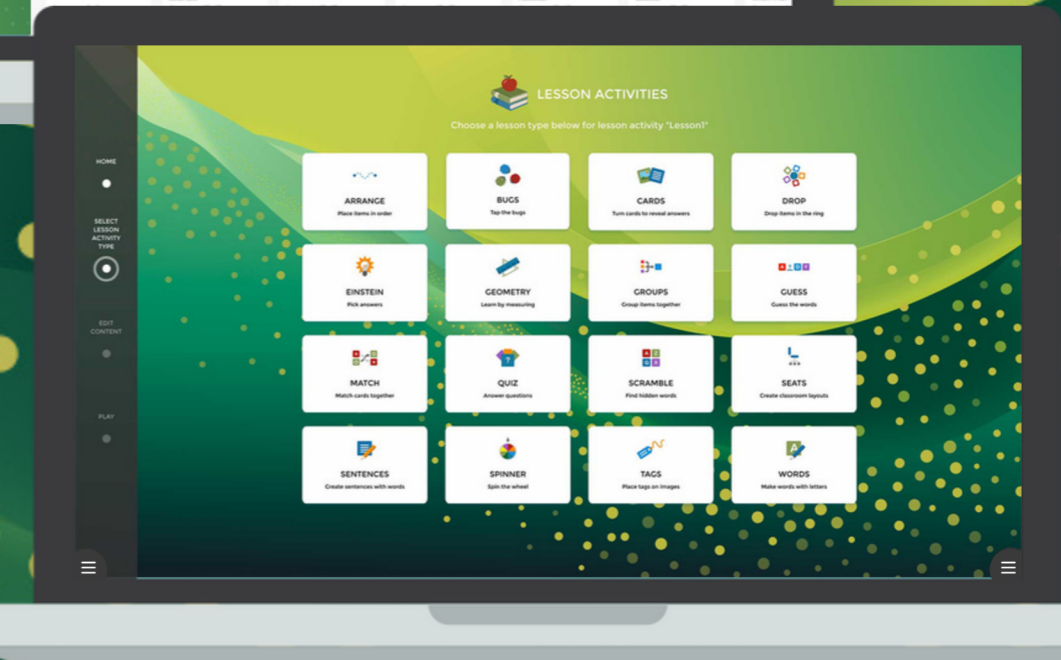 LESSON ACTIVITIES
Choose a lesson type below for lesson activity "Lesson1"
HOME
SELECT
LESSON
ACTIVITY
TYPE
EDIT
CONTENT
PLAY
ARRANGE
Place items in order
BUGS
Tap the bugs
CARDS
Turn cards to reveal answers
DROP
Drop items in the ring
EINSTEIN
Pick answers
GEOMETRY
Learn by measuring
GROUPS
Group items together
GUESS
Guess the words
MATCH
Match cards together
QUIZ
Answer questions
SCRAMBLE
Find hidden words
SEATS
Create classroom layouts
SENTENCES
Create sentences with words
SPINNER
Spin the wheel
TAGS
Place tags on images
WORDS
Make words with letters